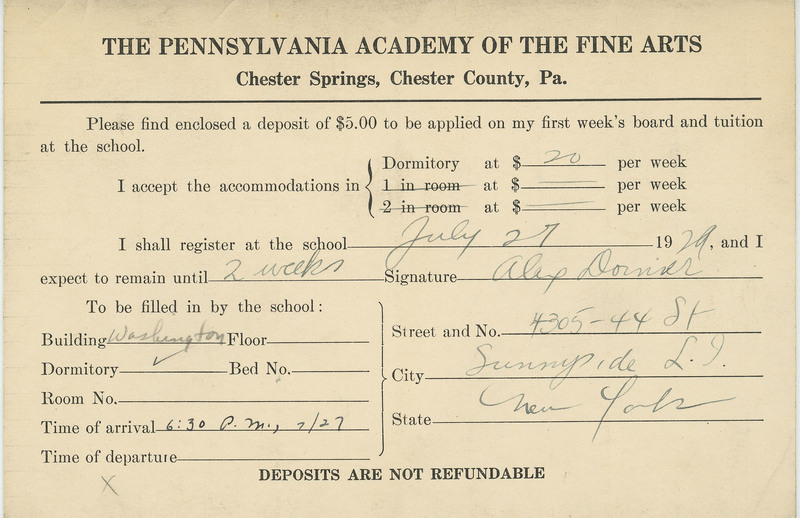 THE PENNSYLVANIA ACADEMY OF THE FINE ARTS
Chester Springs, Chester County, Pa.
Please find enclosed a deposit of $5.00 to be applied on my first week's board and tuition
at the school.
I accept the accommodations in
Dormitory at $ 20 per week
1 in room at $ per week
2 in room at $ per week
I shall register at the school July 27 1929, and I
expect to remain until 2 weeks Signature Alex
To be filled in by the school:
Building Washington Floor
Dormitory ✓ Bed No.
Room No.
Time of arrival 6:30 P.M., 7/27
Time of departure
Street and No. 4305-44 St
City Sunnyside L.I.
State New York
DEPOSITS ARE NOT REFUNDABLE
X